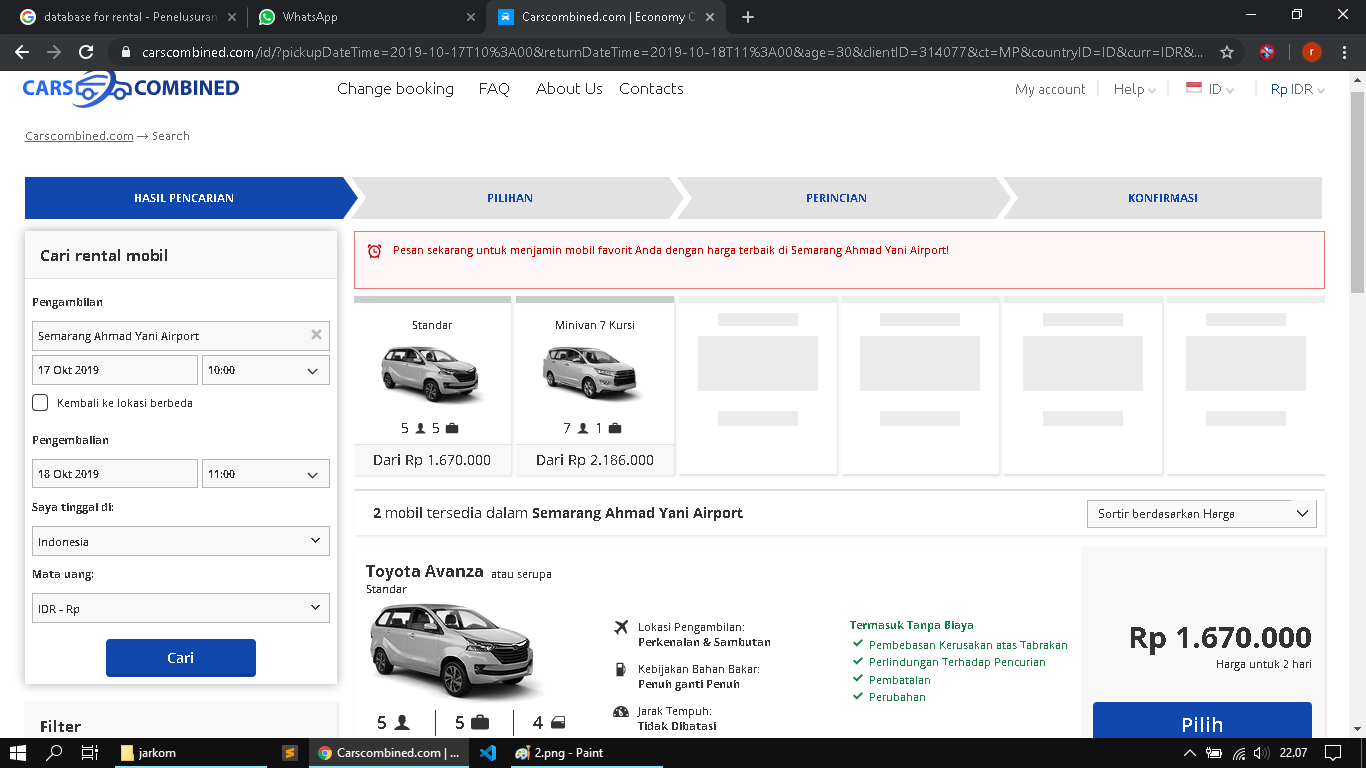 database for rental - Penelusuran
WhatsApp
Carscombined.com | Economy C
carscombined.com/id/?pickupDateTime=2019-10-17T10%3A00&returnDateTime=2019-10-18T11%3A00&age=30&clientID=314077&ct=MP&countryID=ID&curr=IDR&...
r
CARS COMBINED
Change booking FAQ About Us Contacts
My account Help ID Rp IDR
Carscombined.com → Search
HASIL PENCARIAN PILIHAN PERINCIAN KONFIRMASI
Cari rental mobil
Pengambilan
Semarang Ahmad Yani Airport
17 Okt 2019 10:00
Kembali ke lokasi berbeda
Pengembalian
18 Okt 2019 11:00
Saya tinggal di:
Indonesia
Mata uang:
IDR - Rp
Cari
Filter
Pesan sekarang untuk menjamin mobil favorit Anda dengan harga terbaik di Semarang Ahmad Yani Airport!
Standar
5 5
Dari Rp 1.670.000
Minivan 7 Kursi
7 1
Dari Rp 2.186.000
2 mobil tersedia dalam Semarang Ahmad Yani Airport
Sortir berdasarkan Harga
Toyota Avanza atau serupa
Standar
5 5 4
Lokasi Pengambilan:
Perkenalan & Sambutan
Kebijakan Bahan Bakar:
Penuh ganti Penuh
Jarak Tempuh:
Tidak Dibatasi
Termasuk Tanpa Biaya
Pembebasan Kerusakan atas Tabrakan
Perlindungan Terhadap Pencurian
Pembatalan
Perubahan
Rp 1.670.000
Harga untuk 2 hari
Pilih
jarkom
Carscombined.com | ...
2.png - Paint
22.07